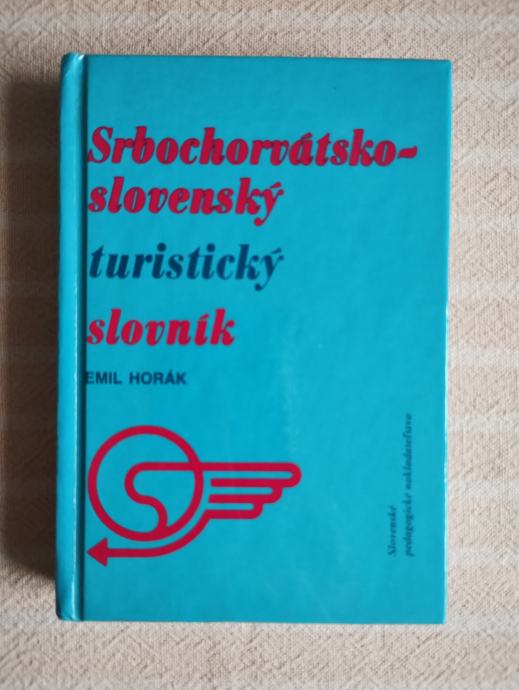 Srbochorvátsko-
slovenský
turistický
slovník
EMIL HORÁK
Slovenské
pedagogické nakladateľstvo